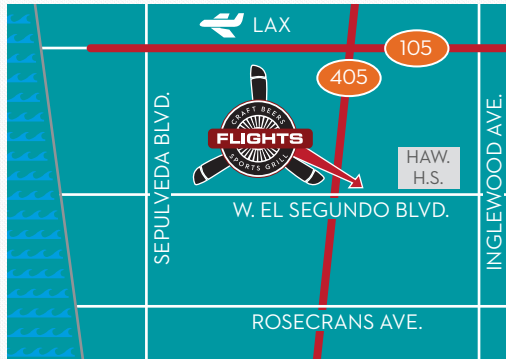 LAX
105
405
CRAFT BEERS
FLIGHTS
SPORTS GRILL
HAW.
H.S.
SEPULVEDA BLVD.
INGLEWOOD AVE.
W. EL SEGUNDO BLVD.
ROSECRANS AVE.